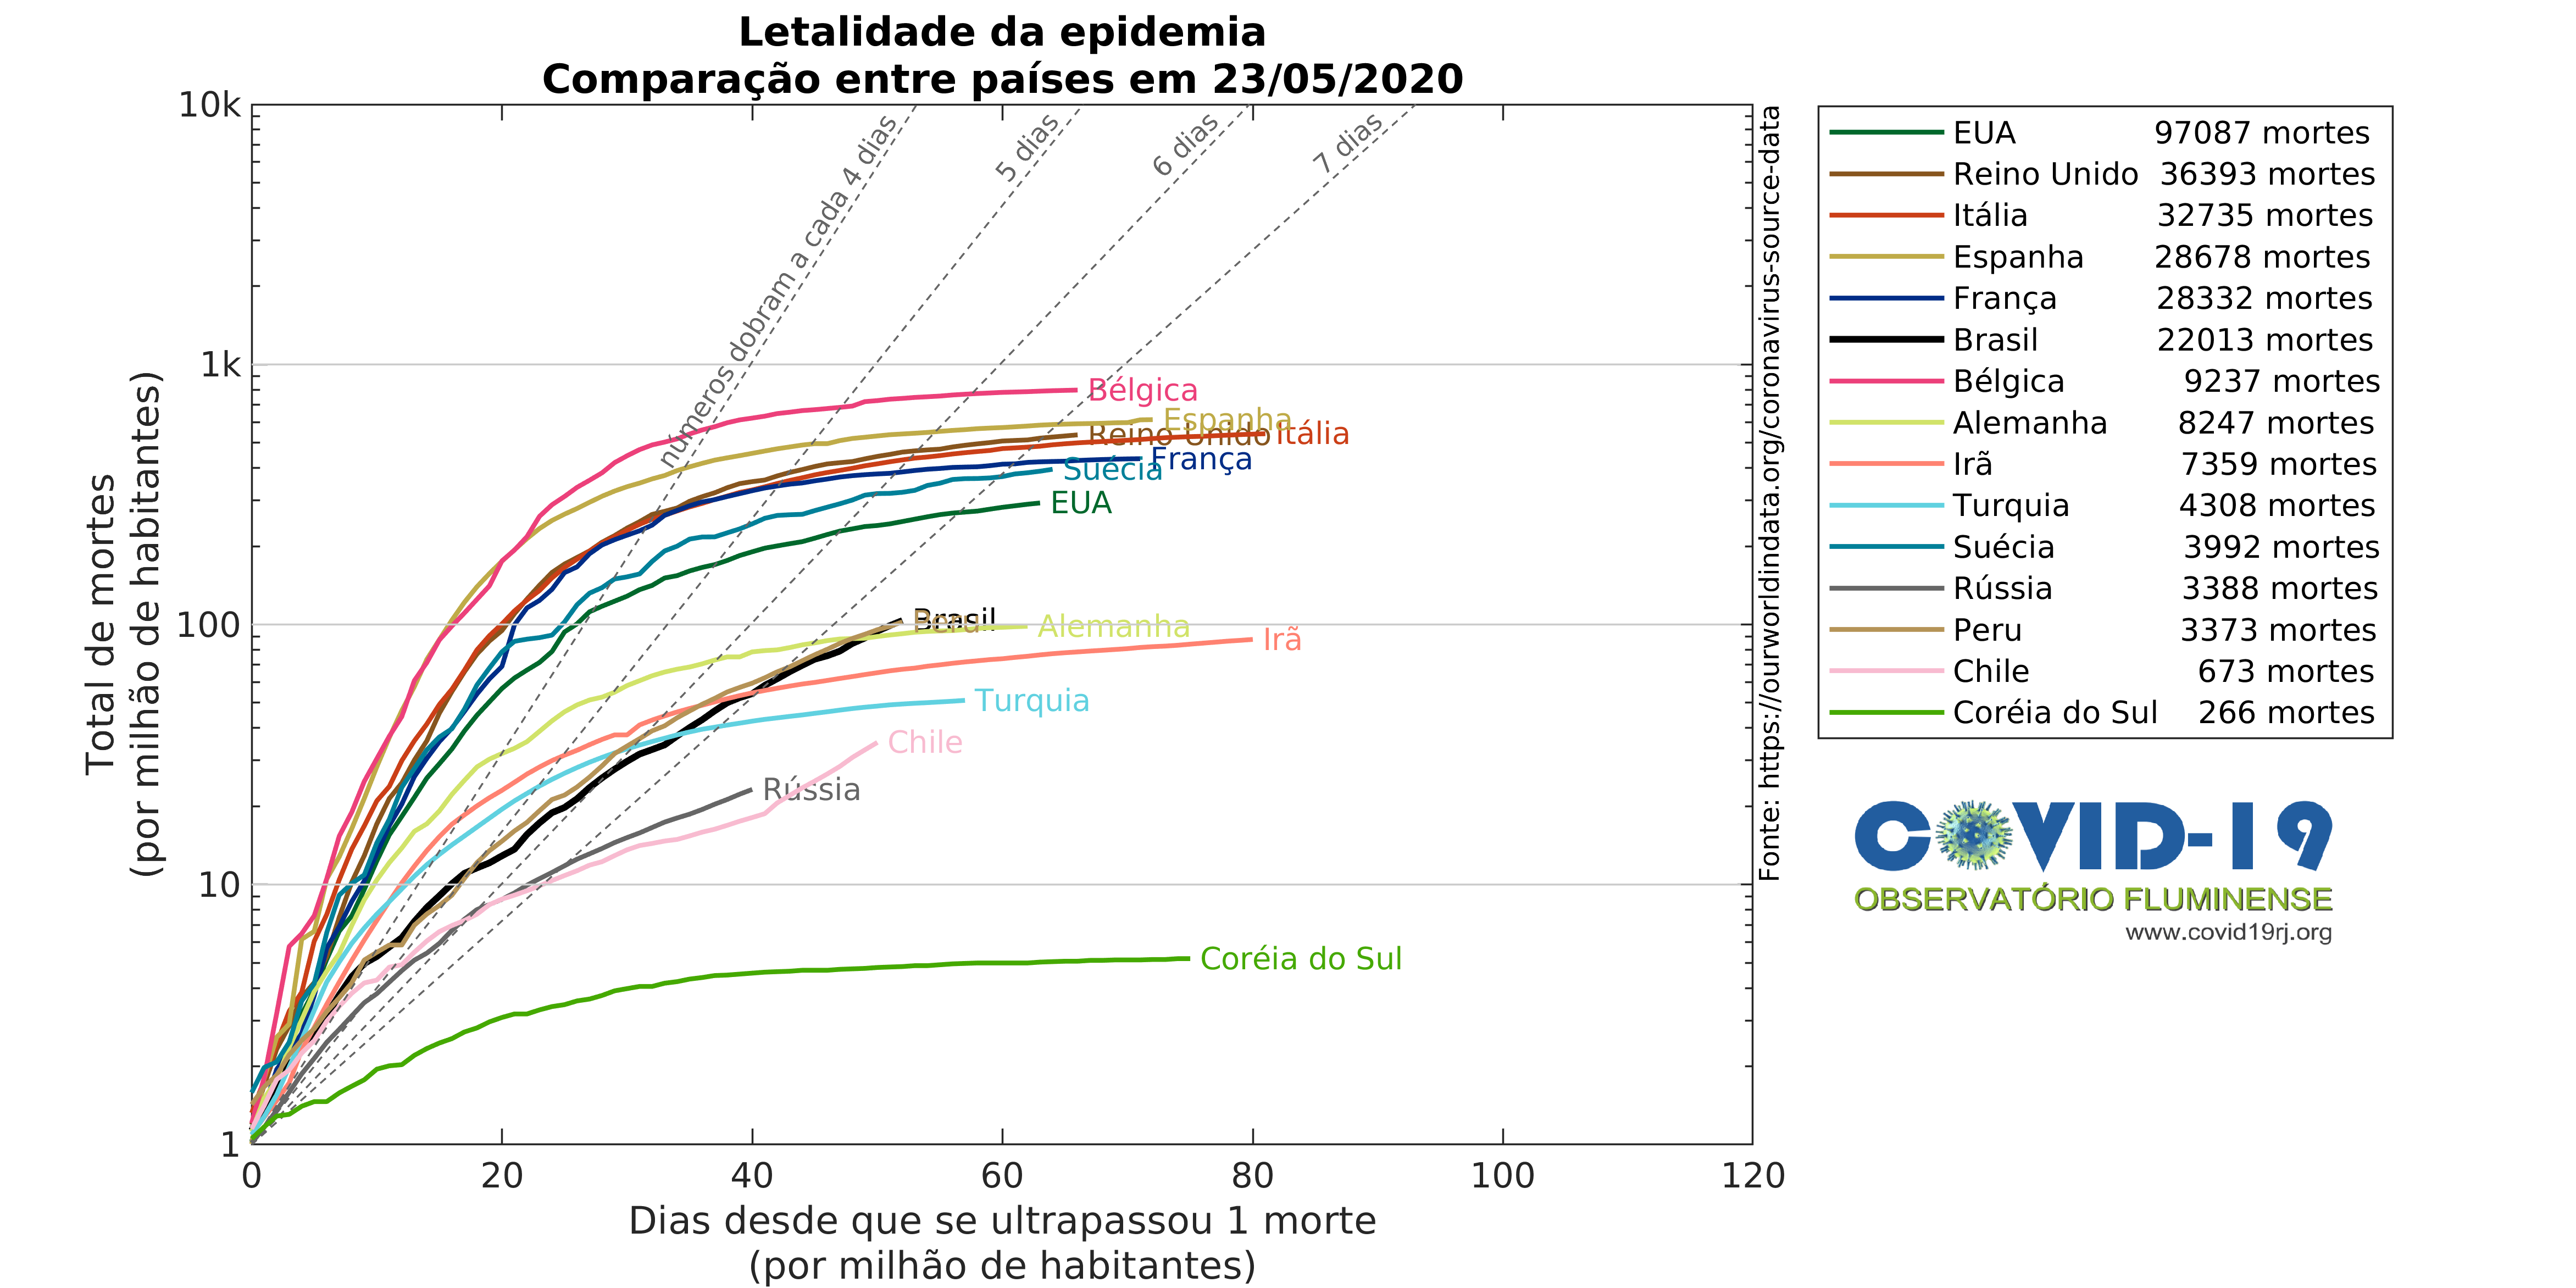 Letalidade da epidemia
Comparação entre países em 23/05/2020
10k
1k
100
10
1
Total de mortes
(por milhão de habitantes)
0 20 40 60 80 100 120
Dias desde que se ultrapassou 1 morte
(por milhão de habitantes)
números dobram a cada 4 dias
5 dias
6 dias
7 dias
Bélgica
Espanha
Reino Unido
Itália
França
Suécia
EUA
Brasil
Peru
Alemanha
Irã
Turquia
Chile
Rússia
Coréia do Sul
Fonte: https://ourworldindata.org/coronavirus-source-data
EUA 97087 mortes
Reino Unido 36393 mortes
Itália 32735 mortes
Espanha 28678 mortes
França 28332 mortes
Brasil 22013 mortes
Bélgica 9237 mortes
Alemanha 8247 mortes
Irã 7359 mortes
Turquia 4308 mortes
Suécia 3992 mortes
Rússia 3388 mortes
Peru 3373 mortes
Chile 673 mortes
Coréia do Sul 266 mortes
COVID-19
OBSERVATÓRIO FLUMINENSE
www.covid19rj.org